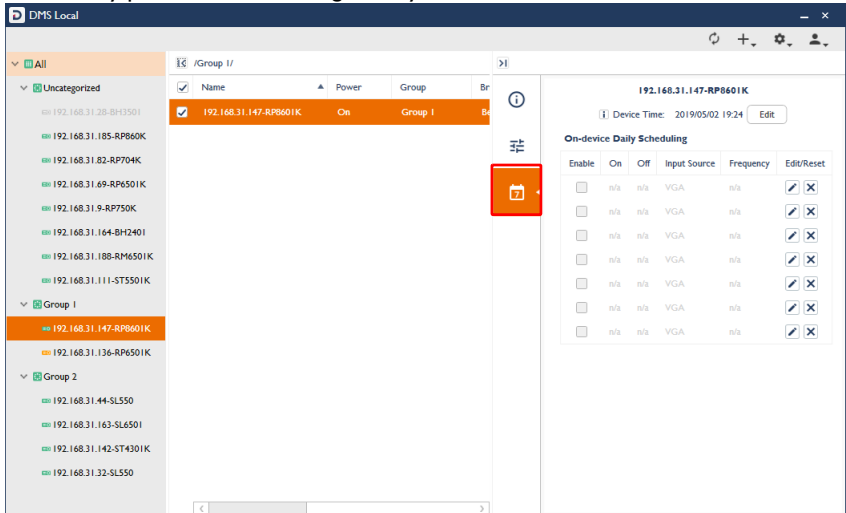 DMS Local
All
Uncategorized
192.168.31.28-BH3501
192.168.31.185-RP860K
192.168.31.82-RP704K
192.168.31.69-RP6501K
192.168.31.9-RP750K
192.168.31.164-BH2401
192.168.31.188-RM6501K
192.168.31.111-ST5501K
Group 1
192.168.31.147-RP8601K
192.168.31.136-RP6501K
Group 2
192.168.31.44-SL550
192.168.31.163-SL6501
192.168.31.142-ST4301K
192.168.31.32-SL550
/Group 1/
Name Power Group Br
192.168.31.147-RP8601K On Group 1 Be
7
192.168.31.147-RP8601K
Device Time: 2019/05/02 19:24 Edit
On-device Daily Scheduling
Enable On Off Input Source Frequency Edit/Reset
n/a n/a VGA n/a
n/a n/a VGA n/a
n/a n/a VGA n/a
n/a n/a VGA n/a
n/a n/a VGA n/a
n/a n/a VGA n/a
n/a n/a VGA n/a